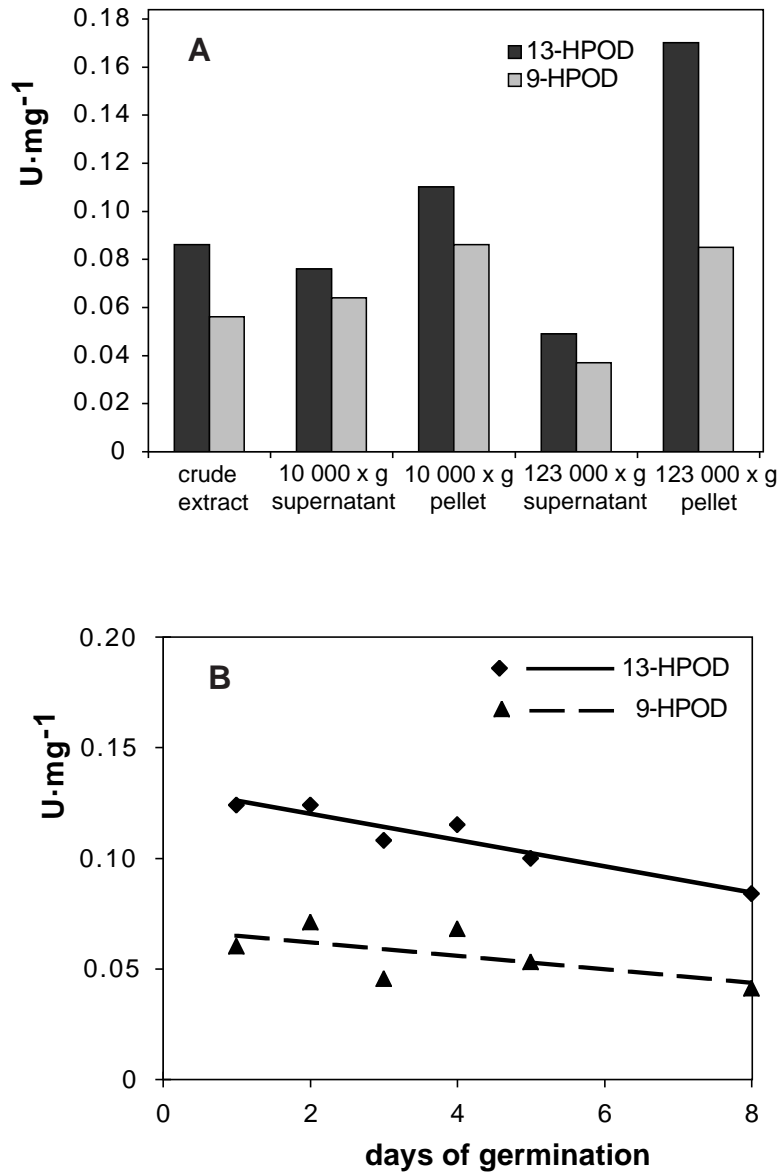 A
13-HPOD
9-HPOD
U·mg-1
0.18
0.16
0.14
0.12
0.10
0.08
0.06
0.04
0.02
0
crude extract
10 000 x g supernatant
10 000 x g pellet
123 000 x g supernatant
123 000 x g pellet
B
13-HPOD
9-HPOD
U·mg-1
0.20
0.15
0.10
0.05
0
0 2 4 6 8
days of germination